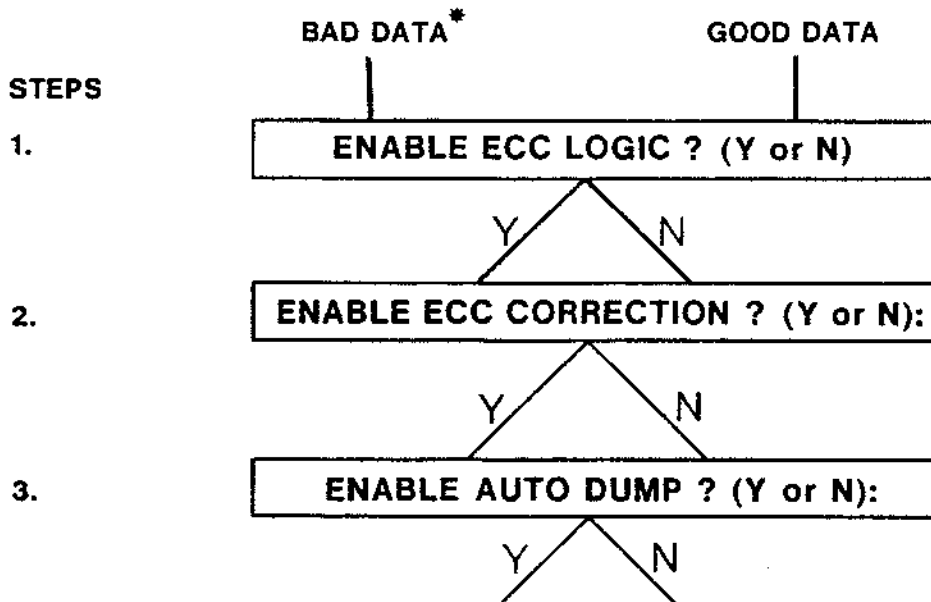 BAD DATA* GOOD DATA
STEPS
1. ENABLE ECC LOGIC ? (Y or N)
Y N
2. ENABLE ECC CORRECTION ? (Y or N):
Y N
3. ENABLE AUTO DUMP ? (Y or N):
Y N